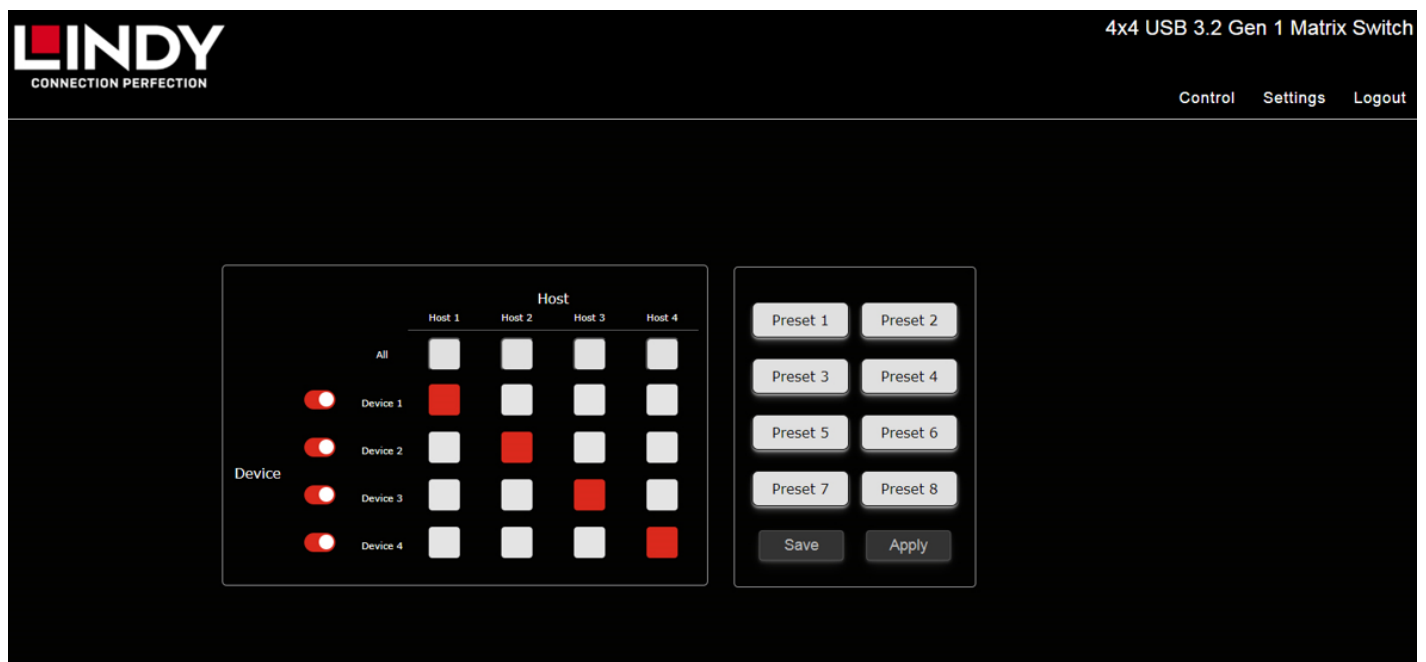 LINDY
CONNECTION PERFECTION
4x4 USB 3.2 Gen 1 Matrix Switch
Control Settings Logout
Host
Host 1 Host 2 Host 3 Host 4
All
Device 1
Device 2
Device
Device 3
Device 4
Preset 1 Preset 2
Preset 3 Preset 4
Preset 5 Preset 6
Preset 7 Preset 8
Save Apply